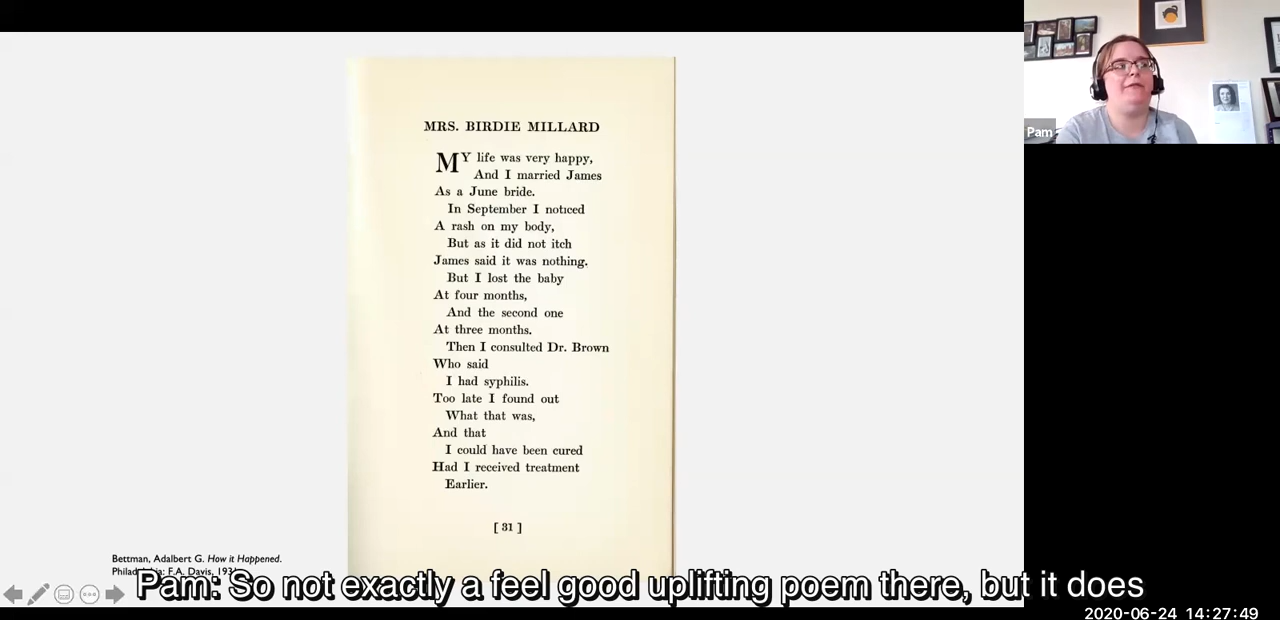 MRS. BIRDIE MILLARD
MY life was very happy,
And I married James
As a June bride.
In September I noticed
A rash on my body,
But as it did not itch
James said it was nothing.
But I lost the baby
At four months,
And the second one
At three months.
Then I consulted Dr. Brown
Who said
I had syphilis.
Too late I found out
What that was,
And that
I could have been cured
Had I received treatment
Earlier.
[ 31 ]
Pam
Bettman, Adalbert G. How it Happened.
F.A. Davis,
Pam: So not exactly a feel good uplifting poem there, but it does
2020-06-24 14:27:49